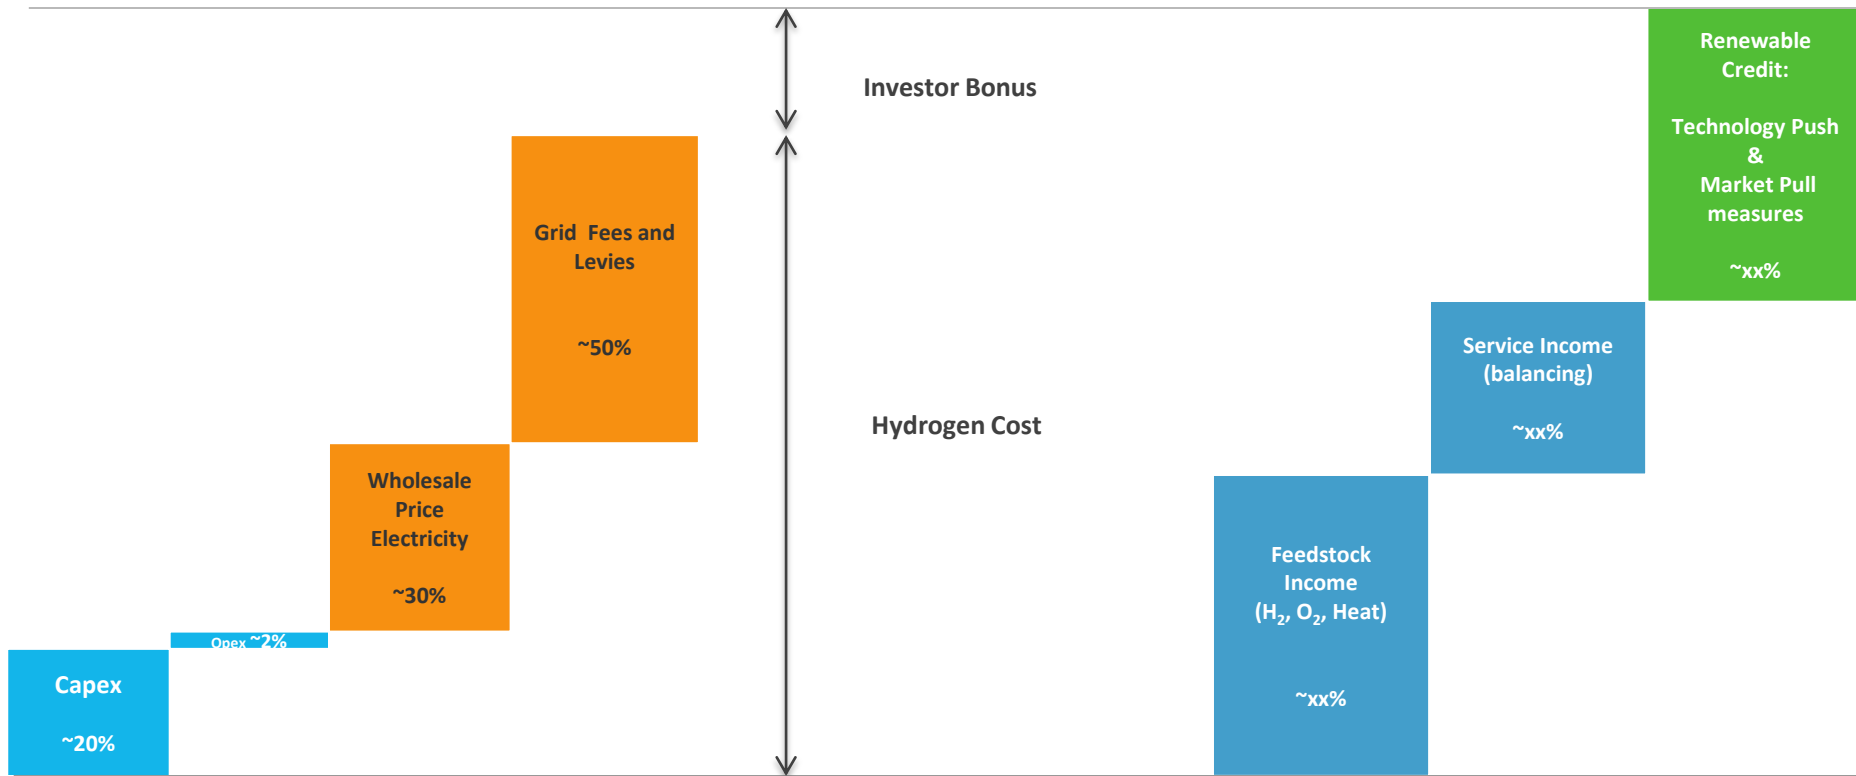 Capex
~20%
Opex ~2%
Wholesale
Price
Electricity
~30%
Grid  Fees and
Levies
~50%
Investor Bonus
Hydrogen Cost
Feedstock
Income
(H₂, O₂, Heat)
~xx%
Service Income
(balancing)
~xx%
Renewable
Credit:
Technology Push
&
Market Pull
measures
~xx%